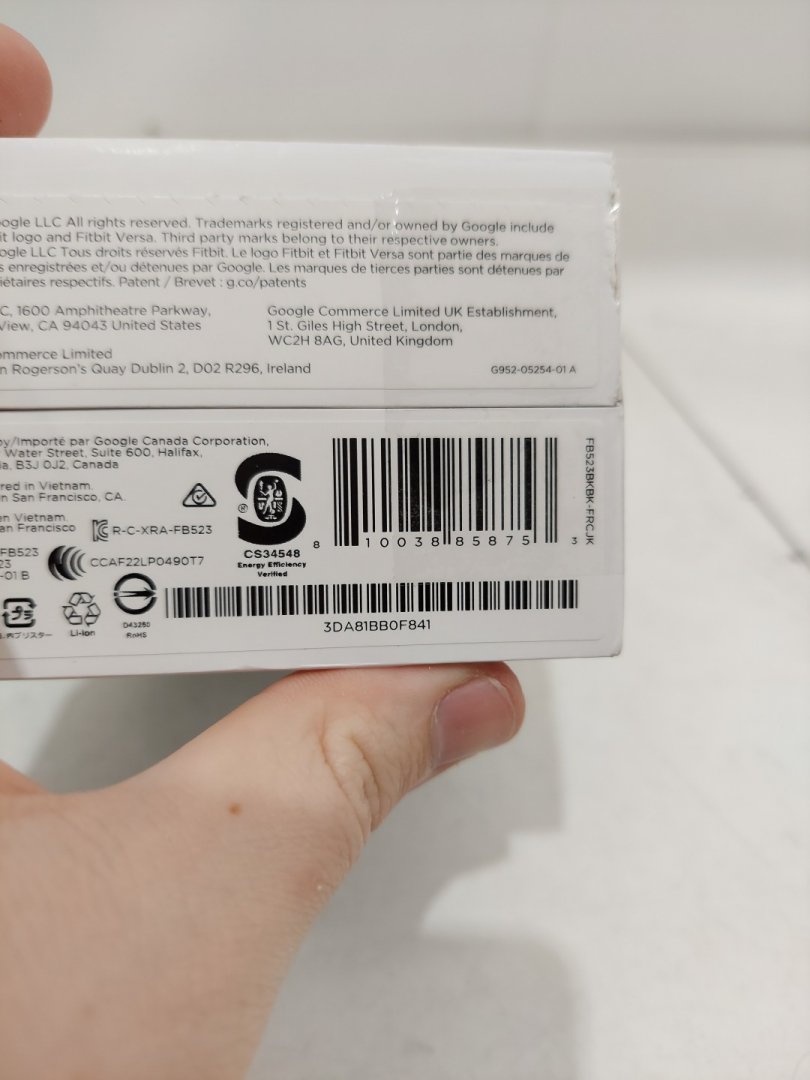 oogle LLC All rights reserved. Trademarks registered and/or owned by Google include
it logo and Fitbit Versa. Third party marks belong to their respective owners.
ogle LLC Tous droits réservés Fitbit. Le logo Fitbit et Fitbit Versa sont partie des marques de
s enregistrées et/ou détenues par Google. Les marques de tierces parties sont détenues par
iétaires respectifs. Patent / Brevet : g.co/patents
C, 1600 Amphitheatre Parkway,
View, CA 94043 United States
ommerce Limited
n Rogerson's Quay Dublin 2, D02 R296, Ireland
Google Commerce Limited UK Establishment,
1 St. Giles High Street, London,
WC2H 8AG, United Kingdom
G952-05254-01 A
by/Importé par Google Canada Corporation,
Water Street, Suite 600, Halifax,
ia, B3J 0J2, Canada
red in Vietnam.
n San Francisco, CA.
en Vietnam.
an Francisco
R-C-XRA-FB523
FB523
23
-01 B
CCAF22LP0490T7
Li-ion
D43280
RoHS
®
CS34548
Energy Efficiency
Verified
8 10038 85875 3
FB523BKBK-FRCJK
3DA81BB0F841